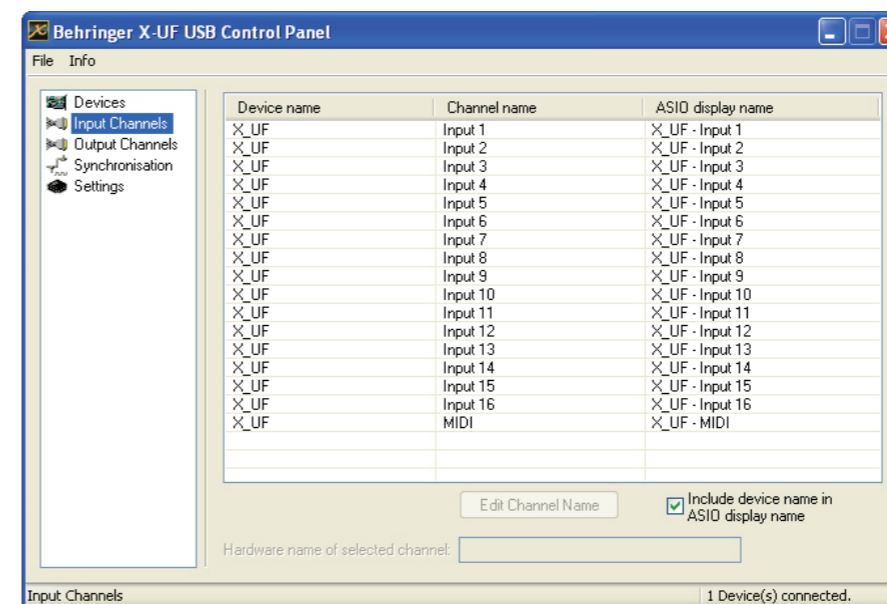 Behringer X-UF USB Control Panel
File Info
Devices
Input Channels
Output Channels
Synchronisation
Settings
Device name Channel name ASIO display name
X_UF Input 1 X_UF - Input 1
X_UF Input 2 X_UF - Input 2
X_UF Input 3 X_UF - Input 3
X_UF Input 4 X_UF - Input 4
X_UF Input 5 X_UF - Input 5
X_UF Input 6 X_UF - Input 6
X_UF Input 7 X_UF - Input 7
X_UF Input 8 X_UF - Input 8
X_UF Input 9 X_UF - Input 9
X_UF Input 10 X_UF - Input 10
X_UF Input 11 X_UF - Input 11
X_UF Input 12 X_UF - Input 12
X_UF Input 13 X_UF - Input 13
X_UF Input 14 X_UF - Input 14
X_UF Input 15 X_UF - Input 15
X_UF Input 16 X_UF - Input 16
X_UF MIDI X_UF - MIDI
Edit Channel Name
Include device name in
ASIO display name
Hardware name of selected channel:
Input Channels 1 Device(s) connected.